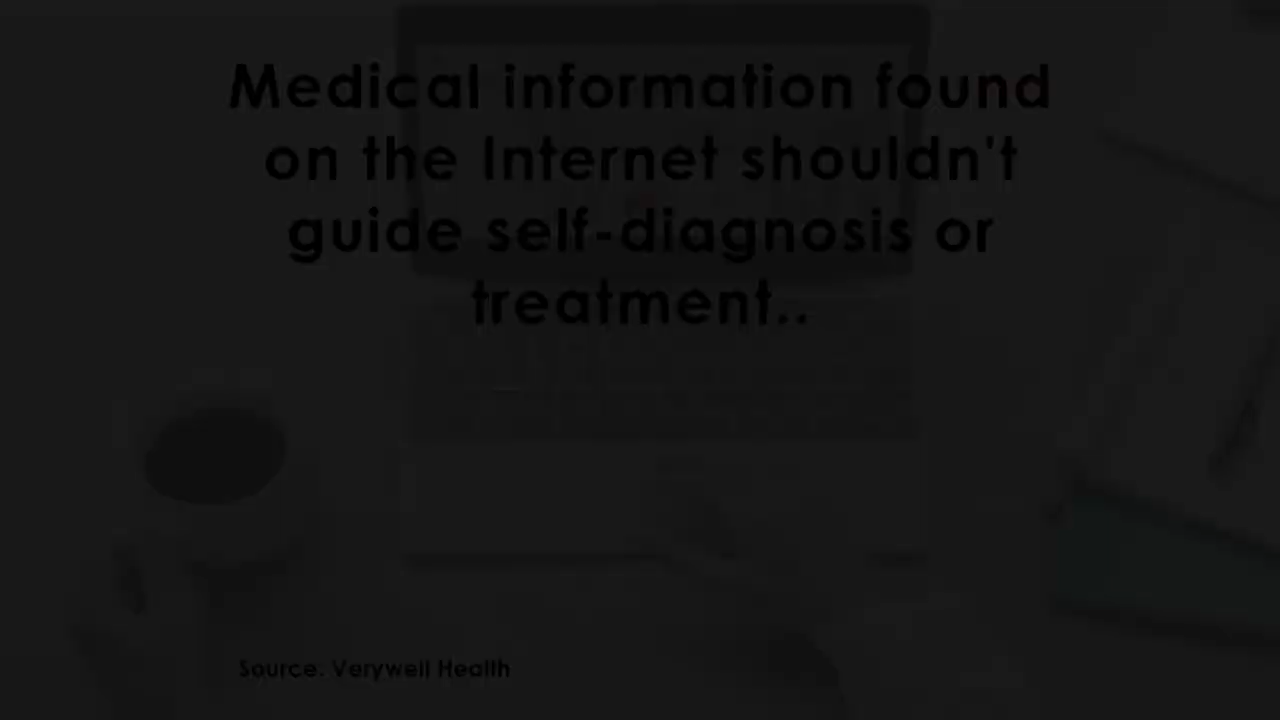 Medical information found
on the Internet shouldn't
guide self-diagnosis or
treatment..
Source: Verywell Health